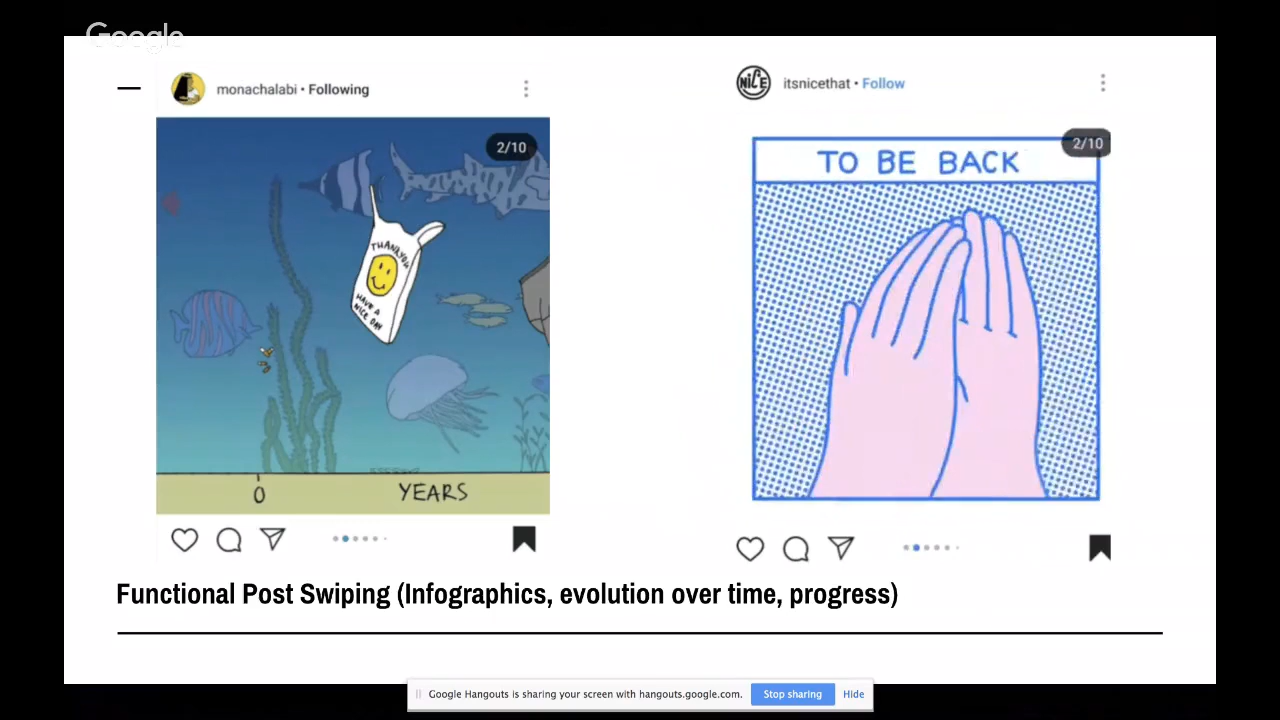 Google
monachalabi • Following
2/10
THANK YOU
HAVE A
NICE DAY
0
YEARS
NICE
itsnicethat • Follow
2/10
TO BE BACK
Functional Post Swiping (Infographics, evolution over time, progress)
Google Hangouts is sharing your screen with hangouts.google.com.
Stop sharing
Hide